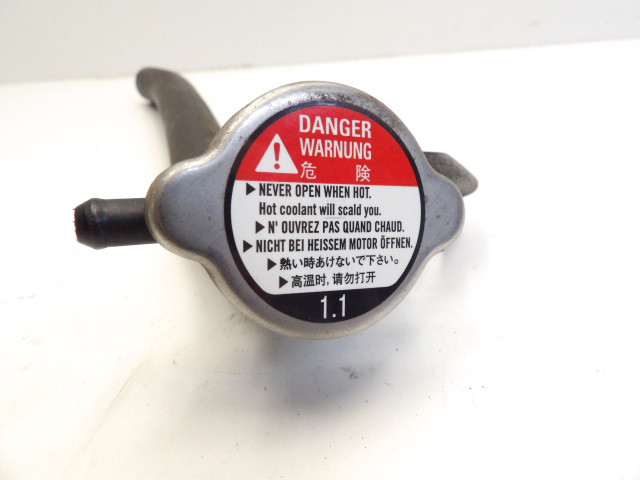 DANGER
WARNUNG
危 険
▶ NEVER OPEN WHEN HOT.
Hot coolant will scald you.
▶ N' OUVREZ PAS QUAND CHAUD.
▶ NICHT BEI HEISSEM MOTOR ÖFFNEN.
▶ 熱い時あけないで下さい。
▶ 高温时, 请勿打开
1.1